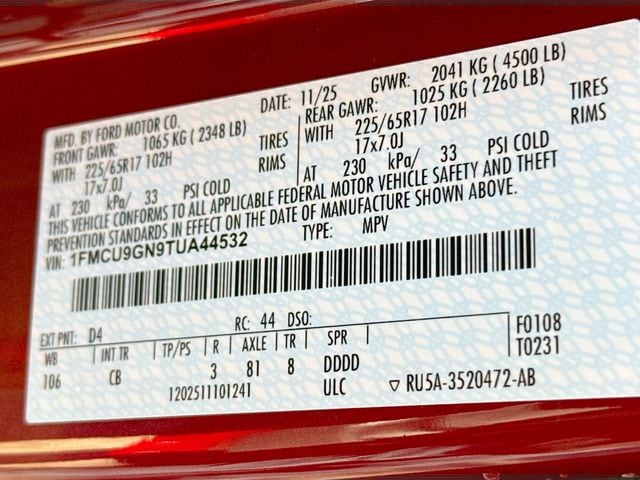 MFD. BY FORD MOTOR CO.
DATE: 11/25 GVWR: 2041 KG ( 4500 LB)
FRONT GAWR: 1065 KG ( 2348 LB)
REAR GAWR: 1025 KG ( 2260 LB)
WITH 225/65R17 102H TIRES
WITH 225/65R17 102H TIRES
17x7.0J RIMS
17x7.0J RIMS
AT 230 kPa/ 33 PSI COLD
AT 230 kPa/ 33 PSI COLD
THIS VEHICLE CONFORMS TO ALL APPLICABLE FEDERAL MOTOR VEHICLE SAFETY AND THEFT
PREVENTION STANDARDS IN EFFECT ON THE DATE OF MANUFACTURE SHOWN ABOVE.
VIN: 1FMCU9GN9TUA44532 TYPE: MPV
EXT PNT: D4 RC: 44 DSO:
WB INT TR TP/PS R AXLE TR SPR
106 CB 3 81 8 DDDD
120251110124​1 ULC
F0108
T0231
▽ RU5A-3520472-AB